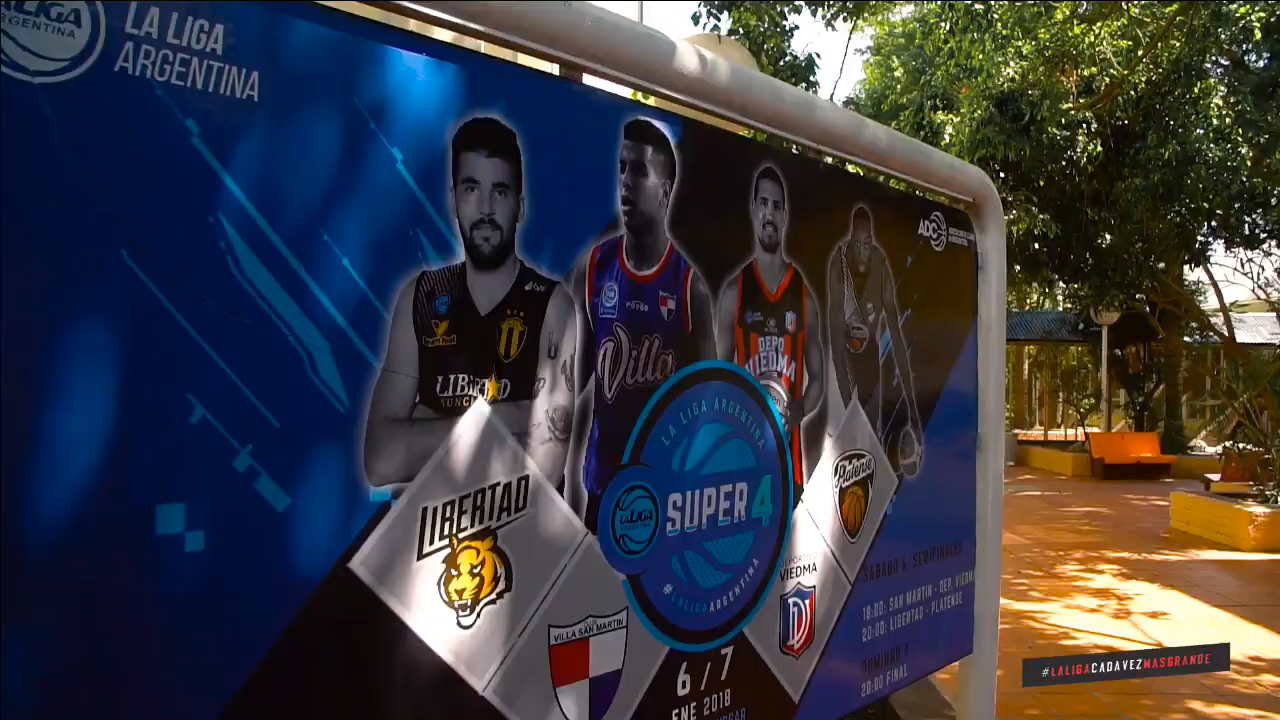 LA LIGA
ARGENTINA
LA LIGA
ARGENTINA
ADC
LIBERTAD
Villa
DEPO
VIEDMA
LA LIGA ARGENTINA
LALIGA
ARGENTINA
SUPER 4
#LALIGAARGENTINA
LIBERTAD
VILLA SAN MARTIN
Platense
DEPORTIVO
VIEDMA
6 / 7
ENE 2018
SABADO 6: SEMIFINALES
18:00: SAN MARTIN - DEP. VIEDMA
20:00: LIBERTAD - PLATENSE
DOMINGO 7
20:00 FINAL
#LALIGACADAVEZMASGRANDE